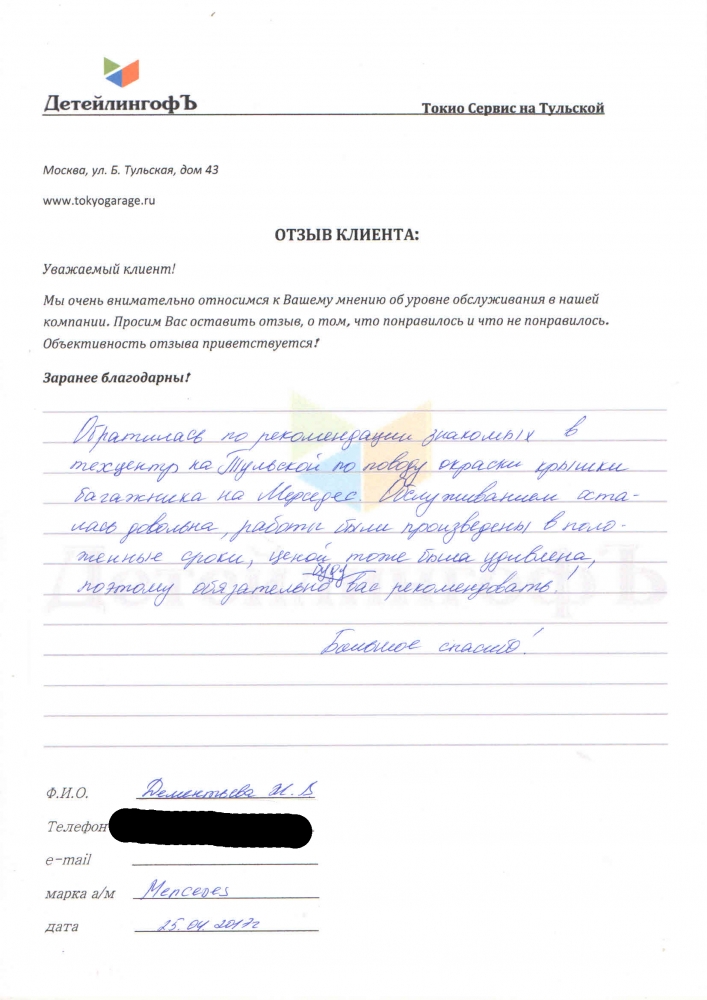 ДетейлингофЪ
Токио Сервис на Тульской
Москва, ул. Б. Тульская, дом 43
www.tokyogarage.ru
ОТЗЫВ КЛИЕНТА:
Уважаемый клиент!
Мы очень внимательно относимся к Вашему мнению об уровне обслуживания в нашей
компании. Просим Вас оставить отзыв, о том, что понравилось и что не понравилось.
Объективность отзыва приветствуется!
Заранее благодарны!
Обратилась по рекомендации знакомых в
техцентр на Тульской по поводу окраски крышки
багажника на Мерседес. Обслуживанием оста-
лась довольна, работы были произведены в поло-
женные сроки, ценой тоже была удивлена,
поэтому обязательно буду Вас рекомендовать!
Большое спасибо!
Ф.И.О. Дементьева Н. В
Телефон
e-mail
марка а/м Mercedes
дата 25.04.2017г